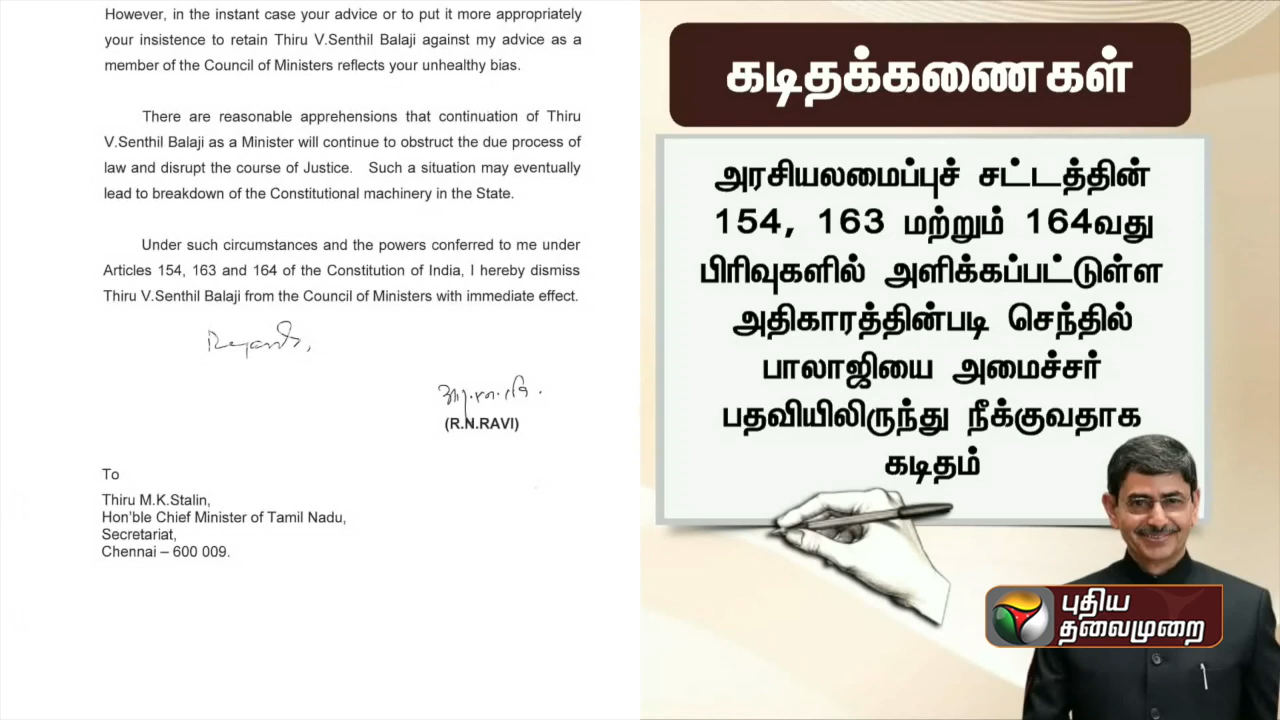 However, in the instant case your advice or to put it more appropriately
your insistence to retain Thiru V.Senthil Balaji against my advice as a
member of the Council of Ministers reflects your unhealthy bias.
There are reasonable apprehensions that continuation of Thiru
V.Senthil Balaji as a Minister will continue to obstruct the due process of
law and disrupt the course of Justice. Such a situation may eventually
lead to breakdown of the Constitutional machinery in the State.
Under such circumstances and the powers conferred to me under
Articles 154, 163 and 164 of the Constitution of India, I hereby dismiss
Thiru V.Senthil Balaji from the Council of Ministers with immediate effect.
Regards,
(R.N.RAVI)
To
Thiru M.K.Stalin,
Hon'ble Chief Minister of Tamil Nadu,
Secretariat,
Chennai – 600 009.
கடிதக்கணைகள்
அரசியலமைப்புச் சட்டத்தின்
154, 163 மற்றும் 164வது
பிரிவுகளில் அளிக்கப்பட்டுள்ள
அதிகாரத்தின்படி செந்தில்
பாலாஜியை அமைச்சர்
பதவியிலிருந்து நீக்குவதாக
கடிதம்
புதிய
தலைமுறை